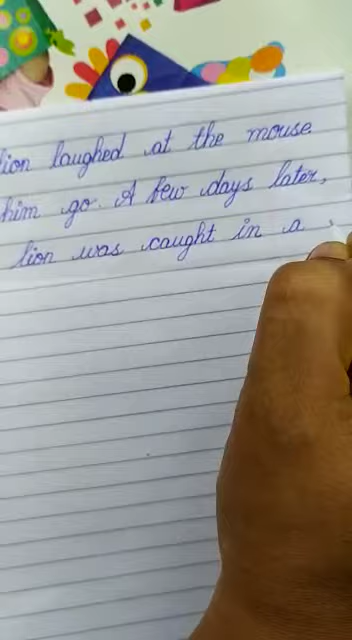 lion laughed at the mouse
him go. A few days later,
lion was caught in a